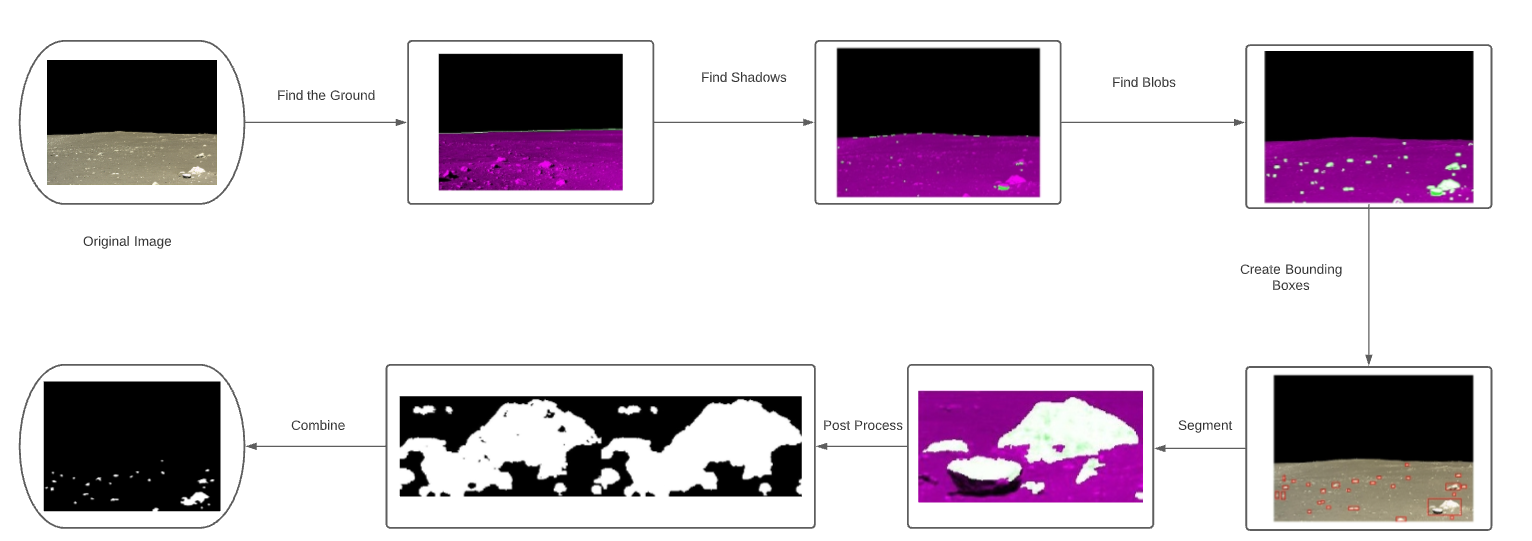 Find the Ground
Find Shadows
Find Blobs
Original Image
Create Bounding
Boxes
Combine
Post Process
Segment